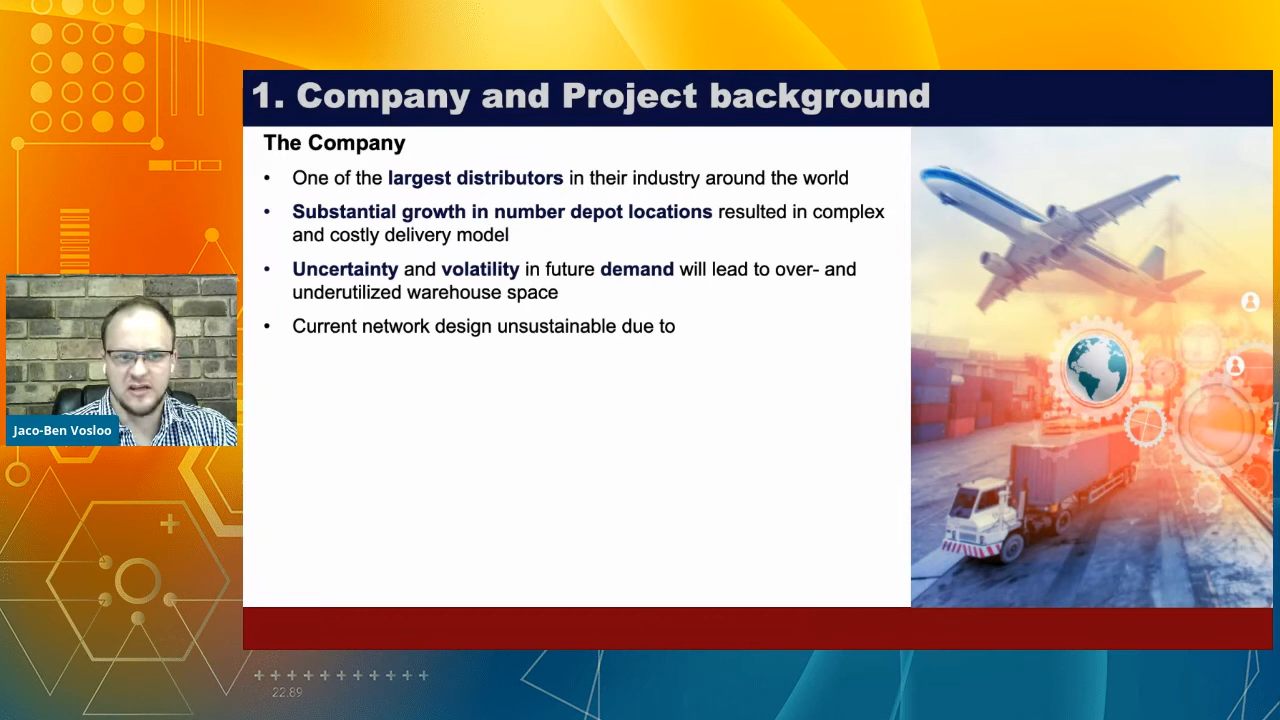 1. Company and Project background
The Company
• One of the largest distributors in their industry around the world
• Substantial growth in number depot locations resulted in complex
and costly delivery model
• Uncertainty and volatility in future demand will lead to over- and
underutilized warehouse space
• Current network design unsustainable due to
Jaco-Ben Vosloo
22.89